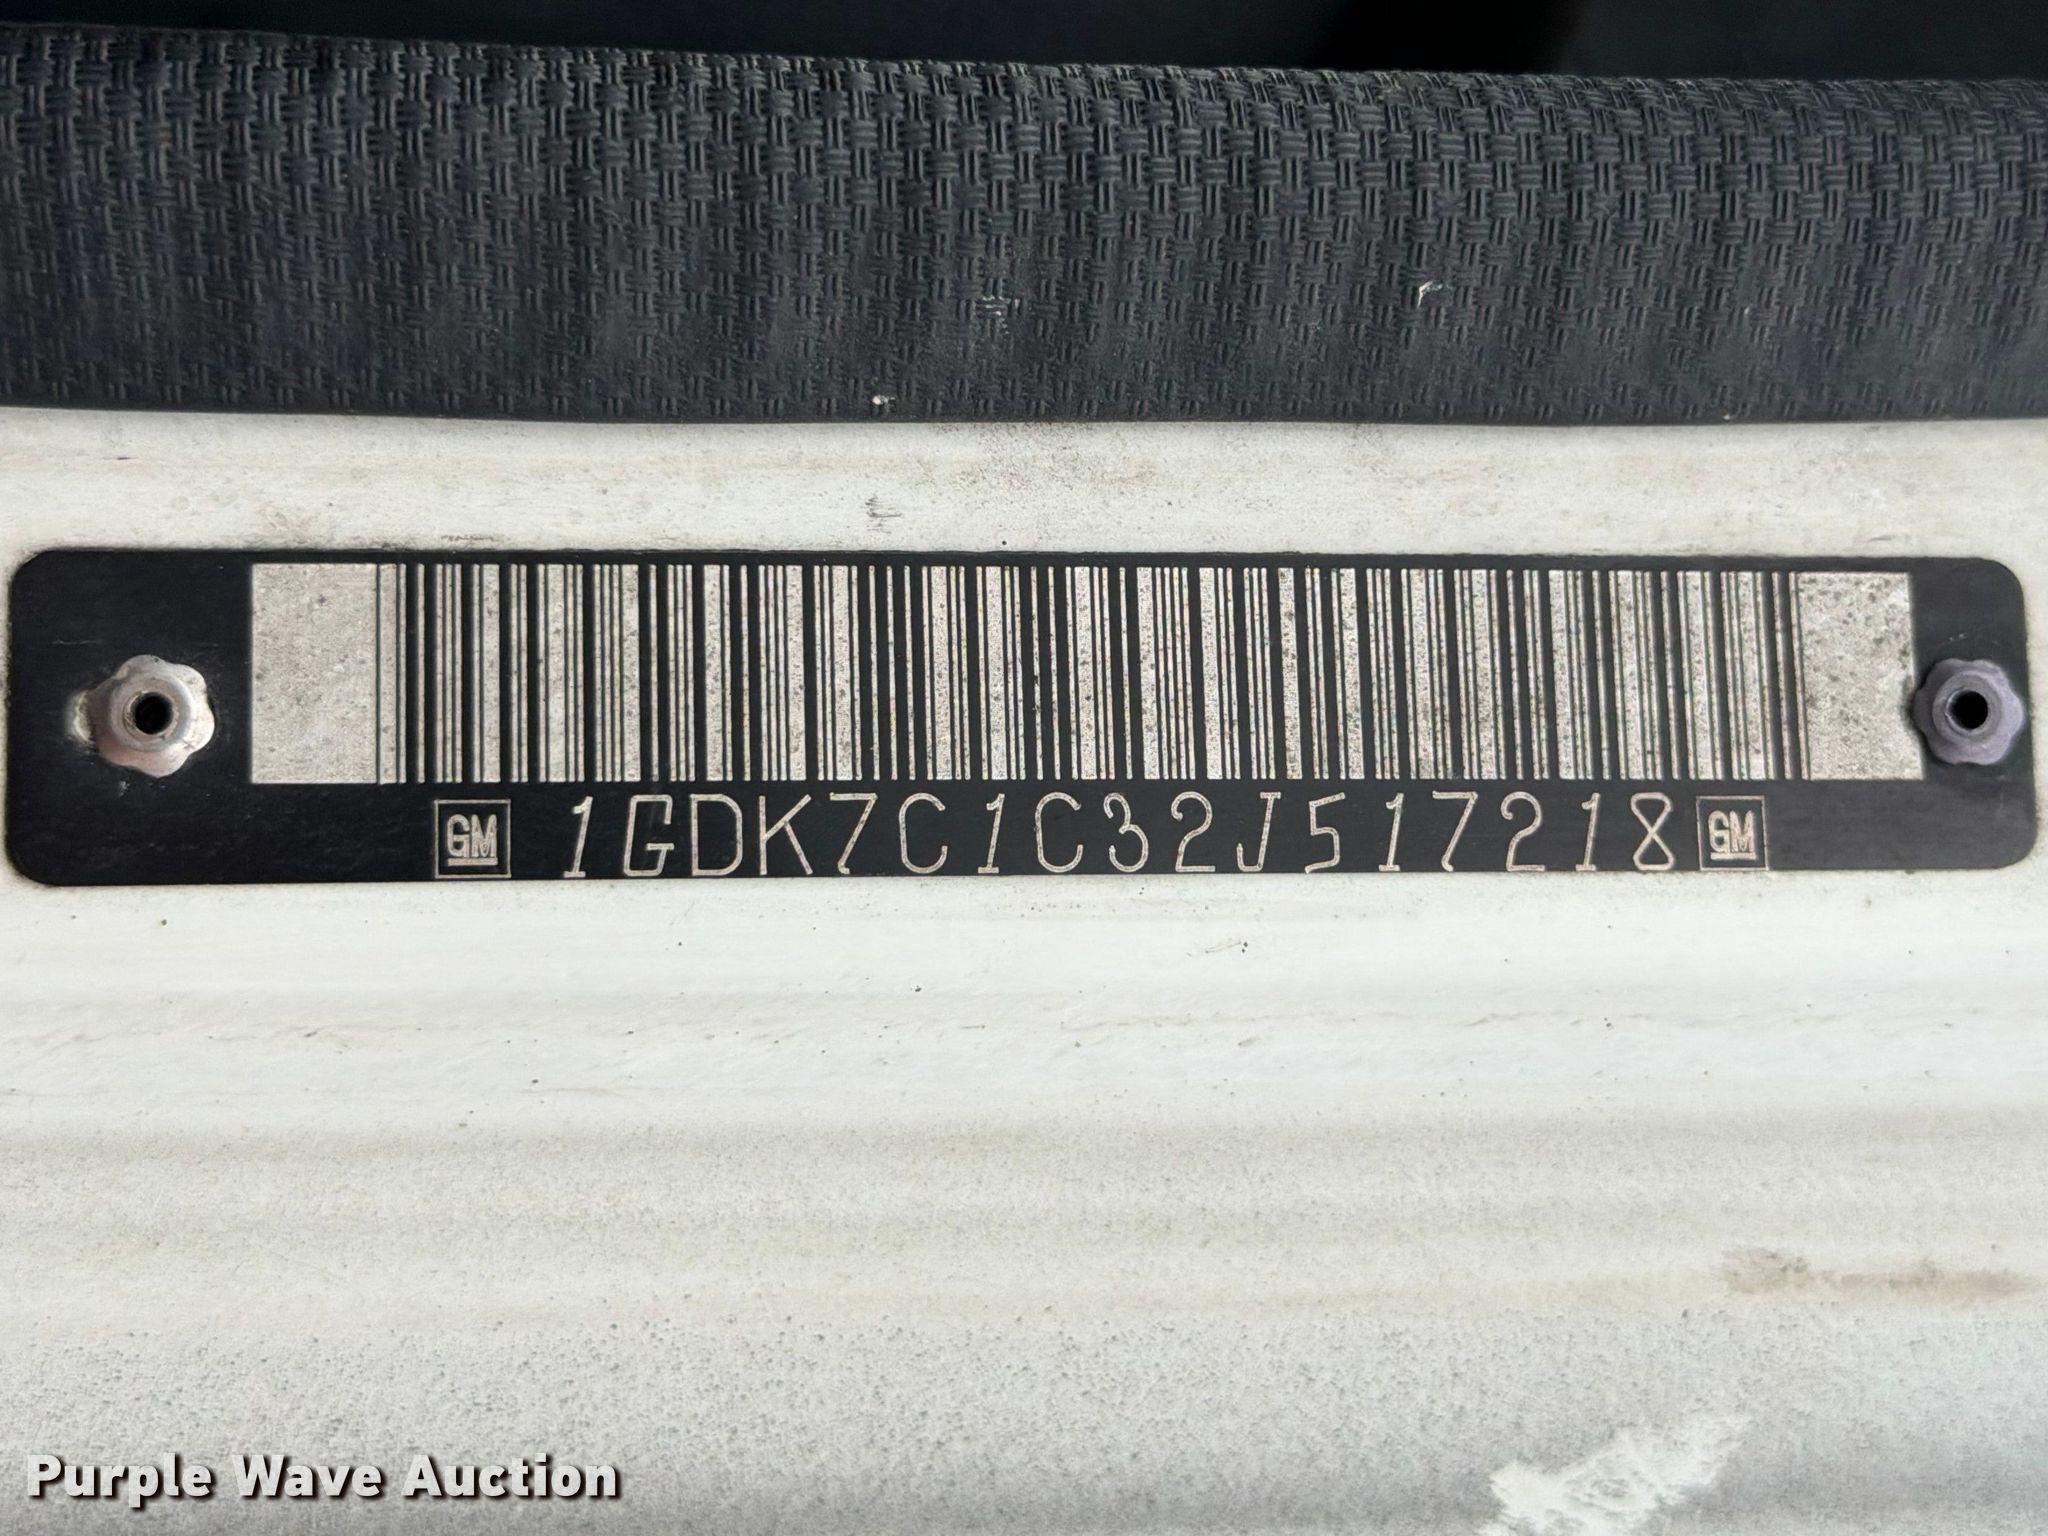 GM 1GDK7C1C32J517218 GM
Purple Wave Auction